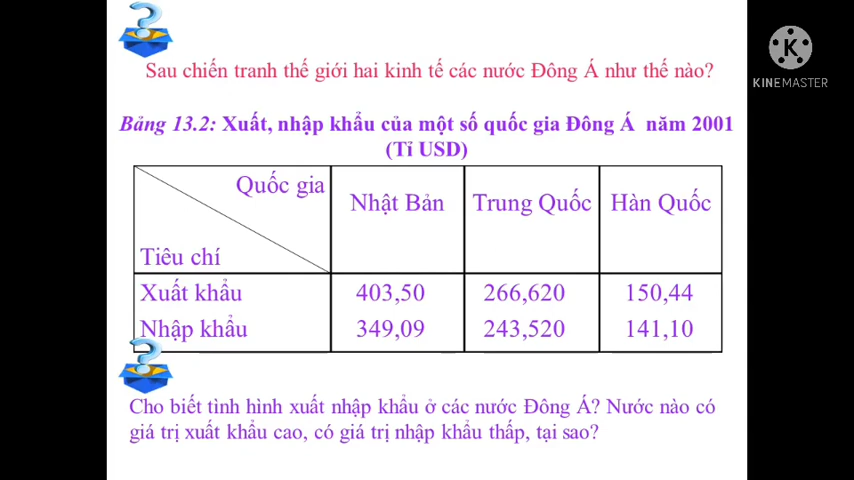 Sau chiến tranh thế giới hai kinh tế các nước Đông Á như thế nào?
KINEMASTER
Bảng 13.2: Xuất, nhập khẩu của một số quốc gia Đông Á năm 2001
(Tỉ USD)
Quốc gia
Tiêu chí
Nhật Bản Trung Quốc Hàn Quốc
Xuất khẩu 403,50 266,620 150,44
Nhập khẩu 349,09 243,520 141,10
Cho biết tình hình xuất nhập khẩu ở các nước Đông Á? Nước nào có
giá trị xuất khẩu cao, có giá trị nhập khẩu thấp, tại sao?